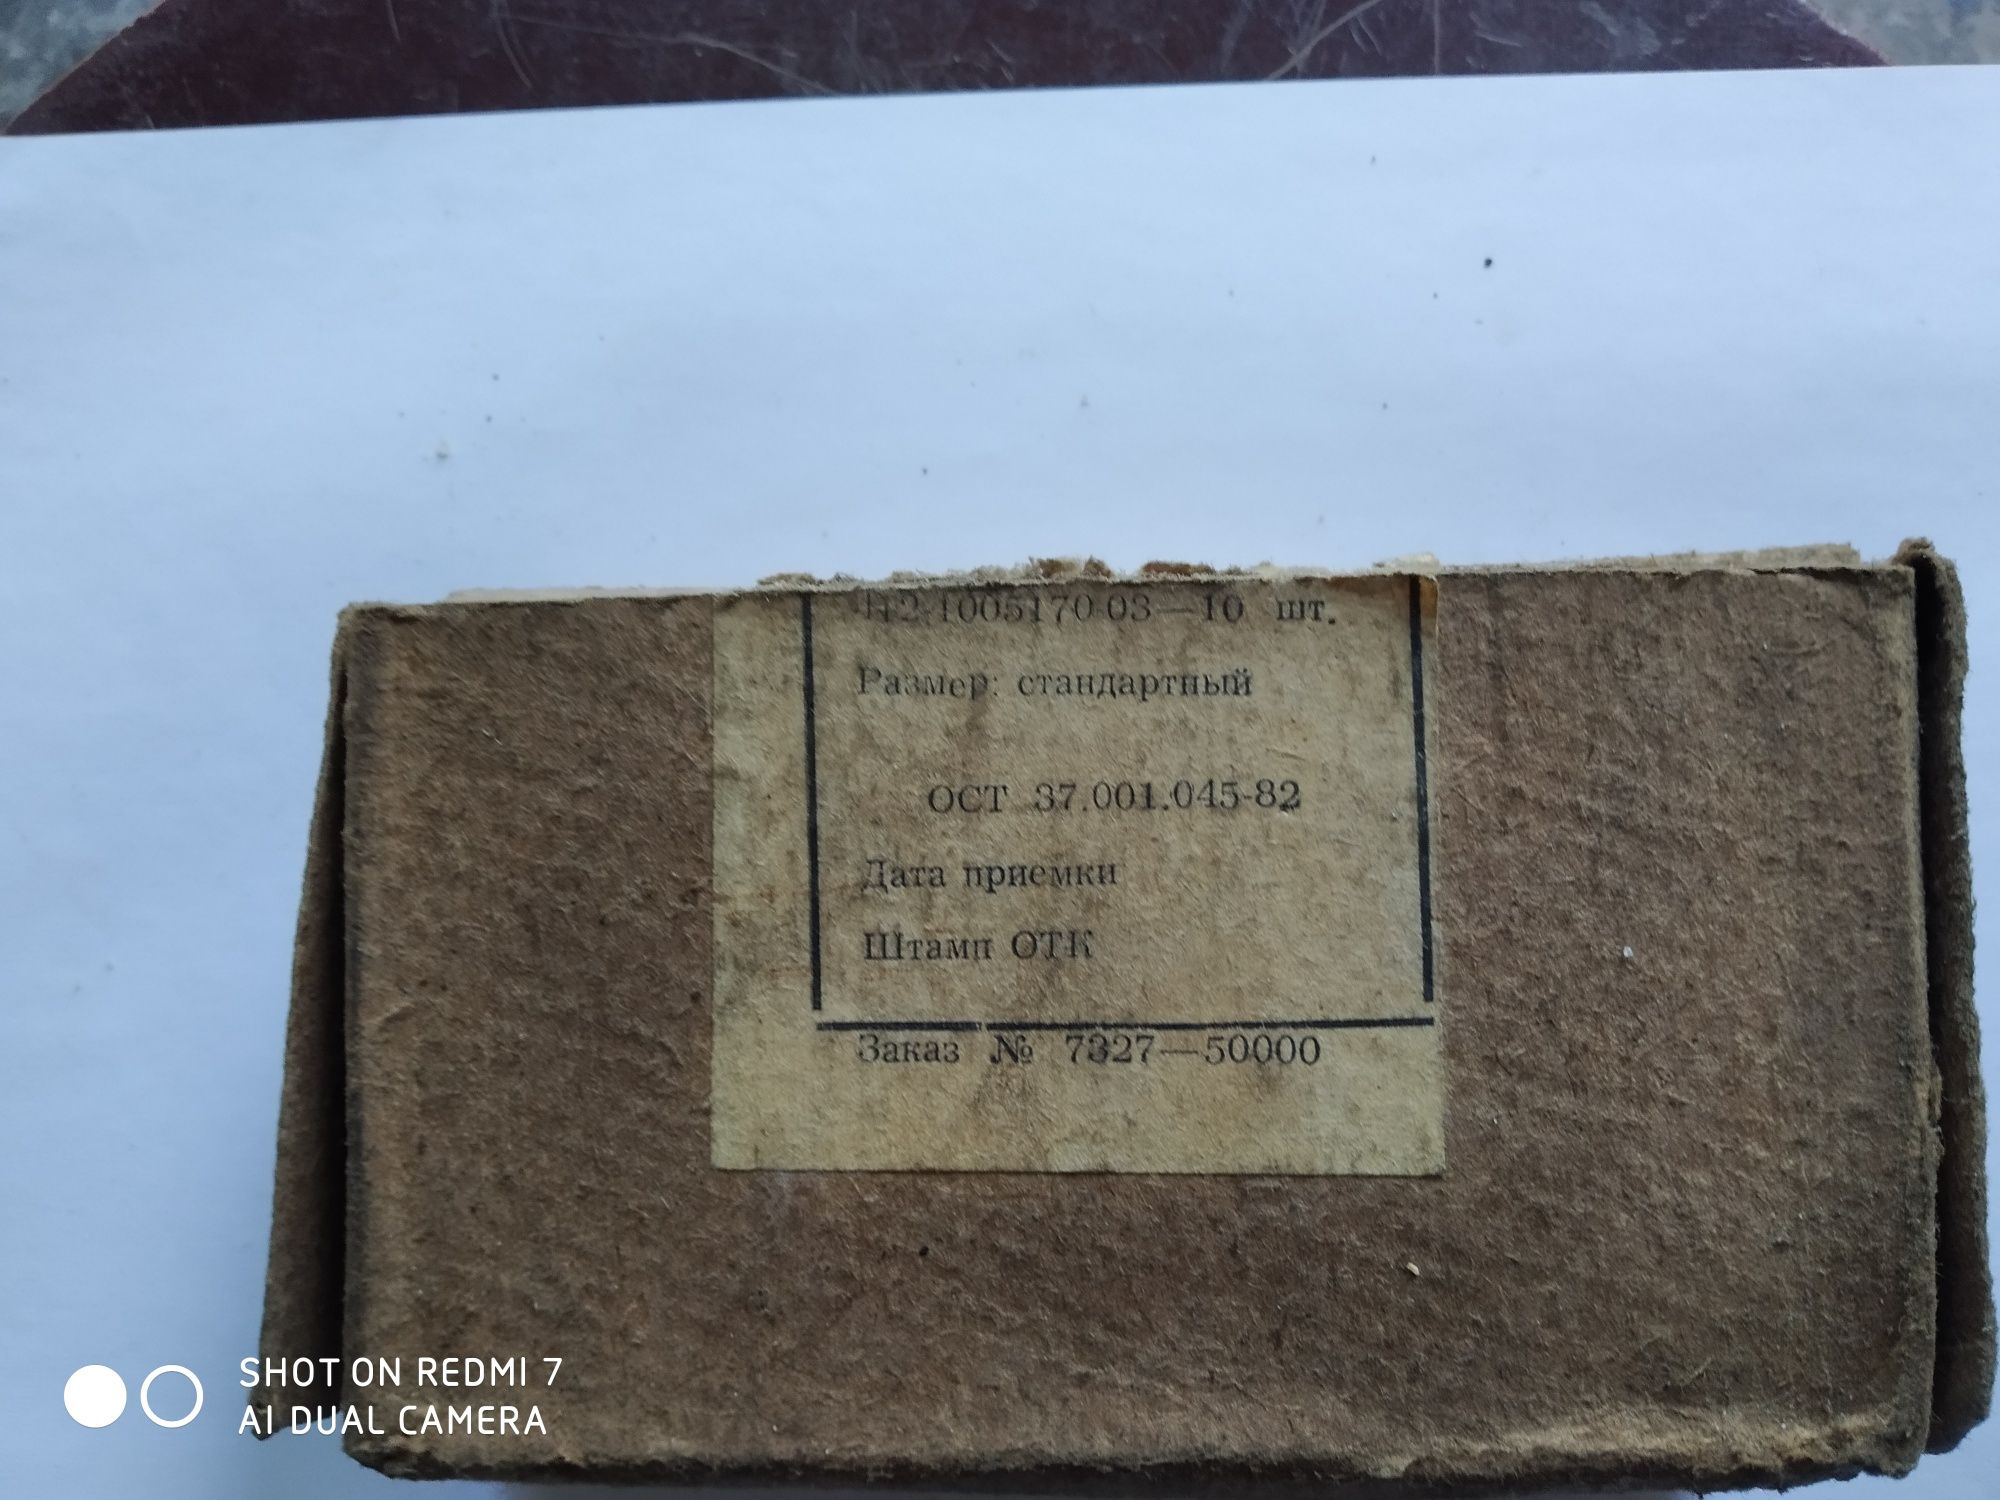 412-1005170-03—10 шт.
Размер: стандартный
ОСТ 37.001.045-82
Дата приемки
Штамп ОТК
Заказ № 7327—50000
SHOT ON REDMI 7
AI DUAL CAMERA